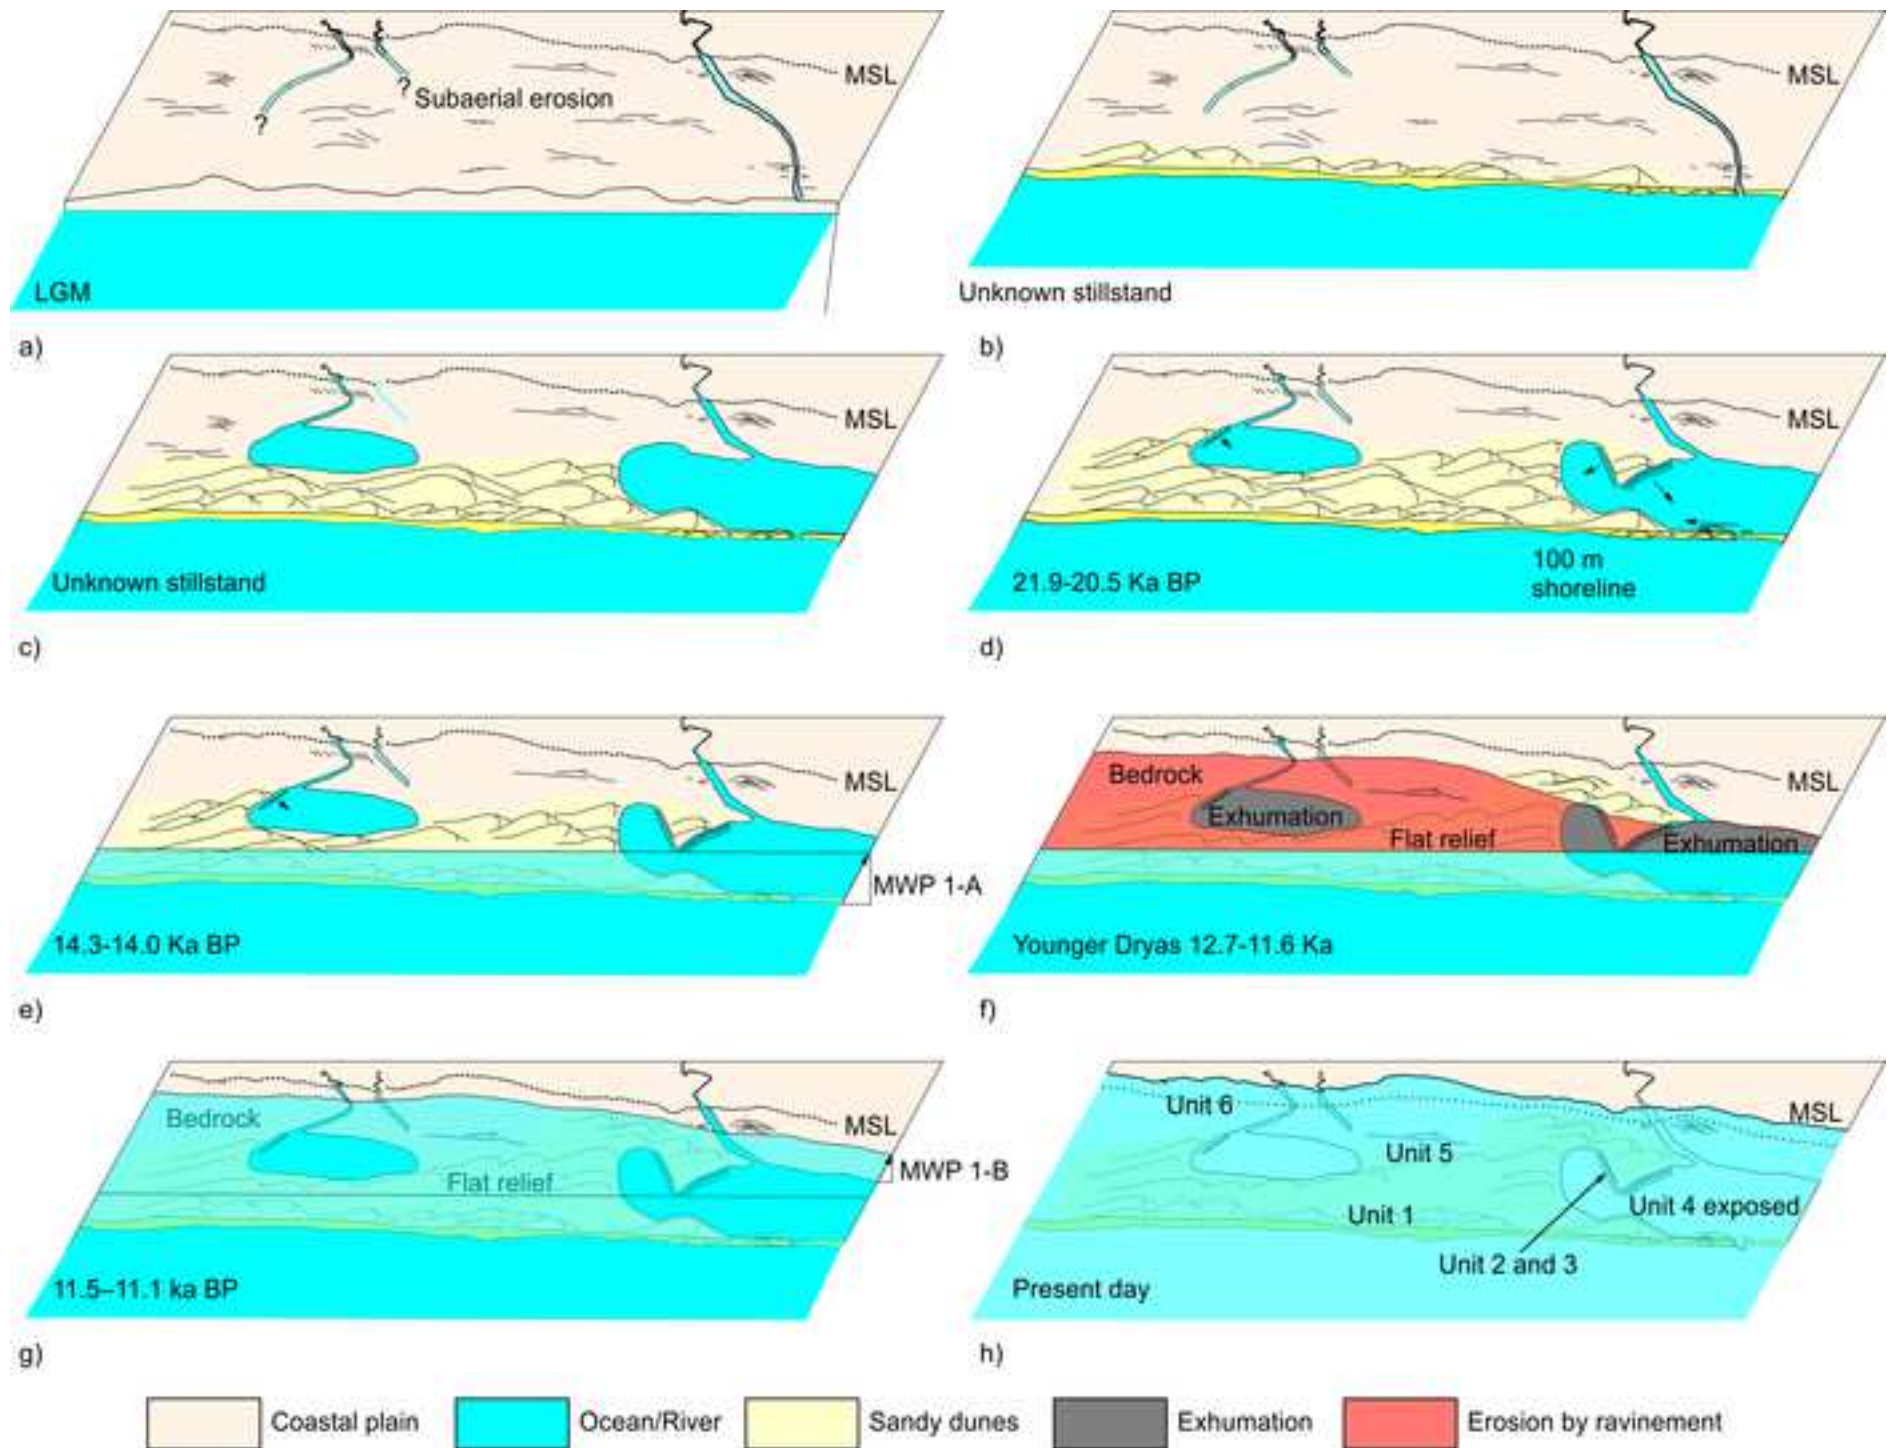 MSL
Subaerial erosion
?
?
LGM
a)
MSL
Unknown stillstand
b)
MSL
Unknown stillstand
c)
MSL
21.9-20.5 Ka BP
100 m
shoreline
d)
MSL
MWP 1-A
14.3-14.0 Ka BP
e)
Bedrock
MSL
Exhumation
Flat relief
Exhumation
Younger Dryas 12.7-11.6 Ka
f)
Bedrock
MSL
MWP 1-B
Flat relief
11.5–11.1 ka BP
g)
Unit 6
MSL
Unit 5
Unit 1
Unit 4 exposed
Unit 2 and 3
Present day
h)
Coastal plain
Ocean/River
Sandy dunes
Exhumation
Erosion by ravinement